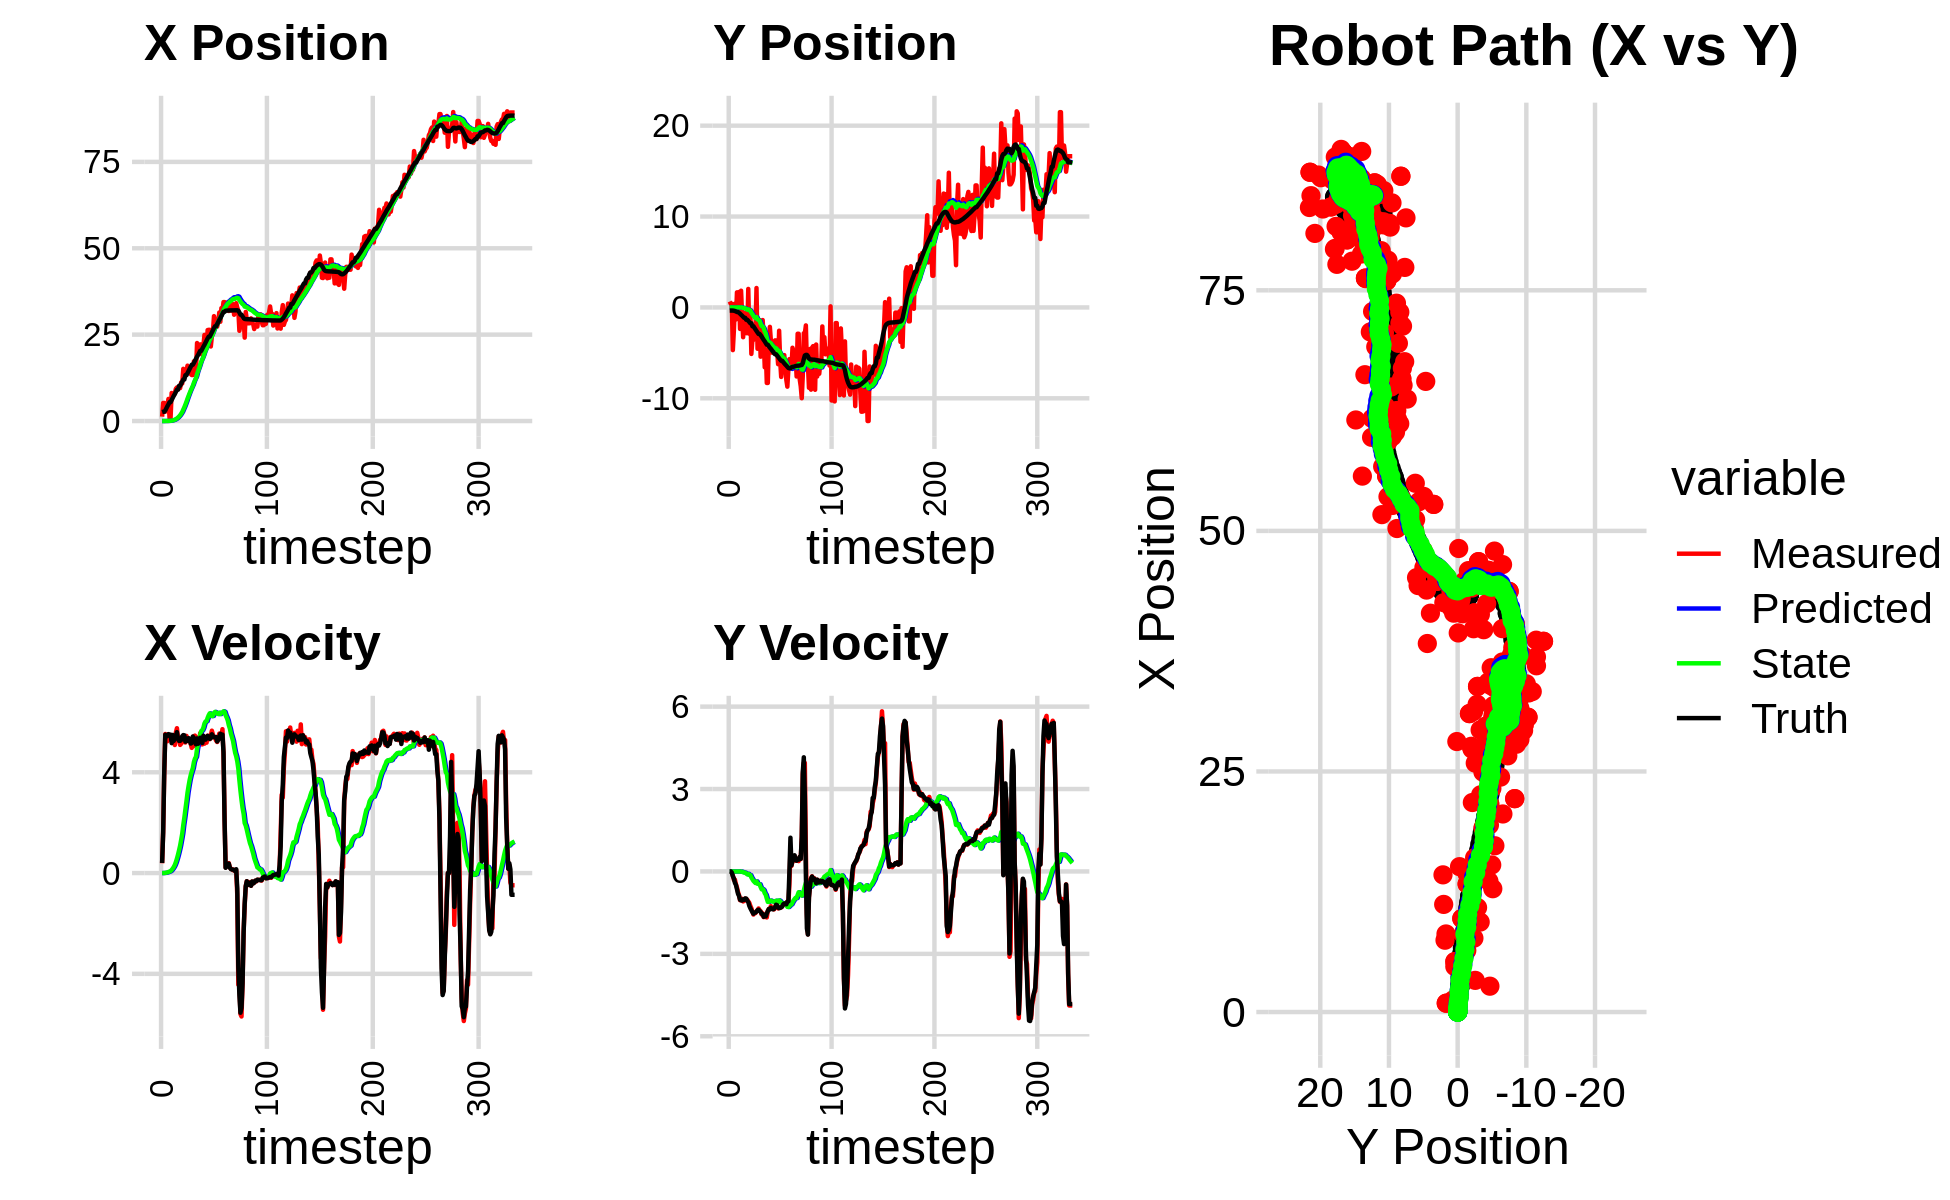 X Position
75
50
25
0
0
100
200
300
timestep
Y Position
20
10
0
-10
0
100
200
300
timestep
X Velocity
4
0
-4
0
100
200
300
timestep
Y Velocity
6
3
0
-3
-6
0
100
200
300
timestep
Robot Path (X vs Y)
X Position
75
50
25
0
20 10 0 -10 -20
Y Position
variable
Measured
Predicted
State
Truth